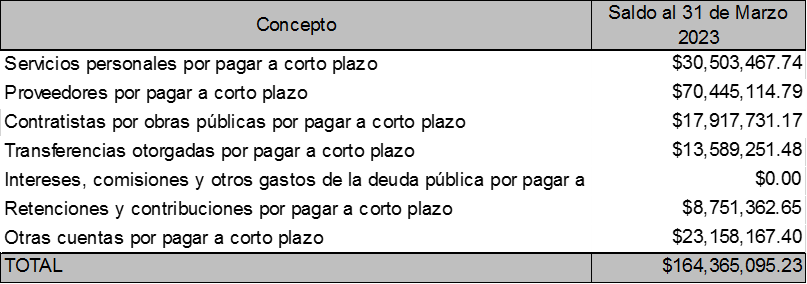 Concepto Saldo al 31 de Marzo
2023
Servicios personales por pagar a corto plazo $30,503,467.74
Proveedores por pagar a corto plazo $70,445,114.79
Contratistas por obras públicas por pagar a corto plazo $17,917,731.17
Transferencias otorgadas por pagar a corto plazo $13,589,251.48
Intereses, comisiones y otros gastos de la deuda pública por pagar a $0.00
Retenciones y contribuciones por pagar a corto plazo $8,751,362.65
Otras cuentas por pagar a corto plazo $23,158,167.40
TOTAL $164,365,095.23